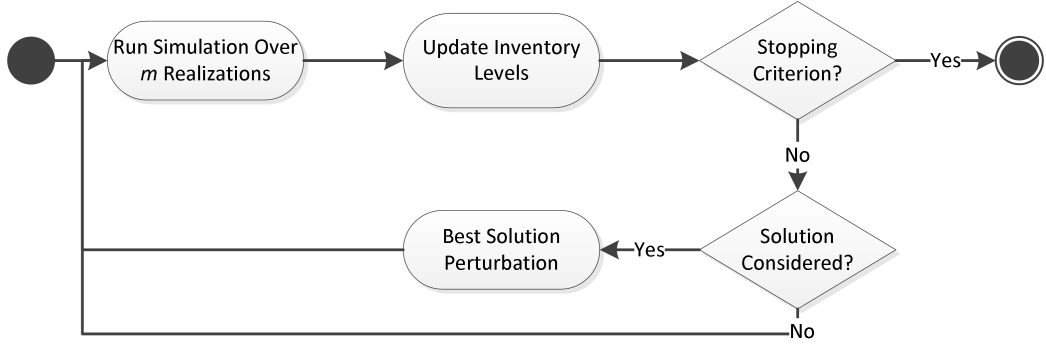 Run Simulation Over
m Realizations
Update Inventory
Levels
Stopping
Criterion?
Yes
No
Best Solution
Perturbation
Yes
Solution
Considered?
No